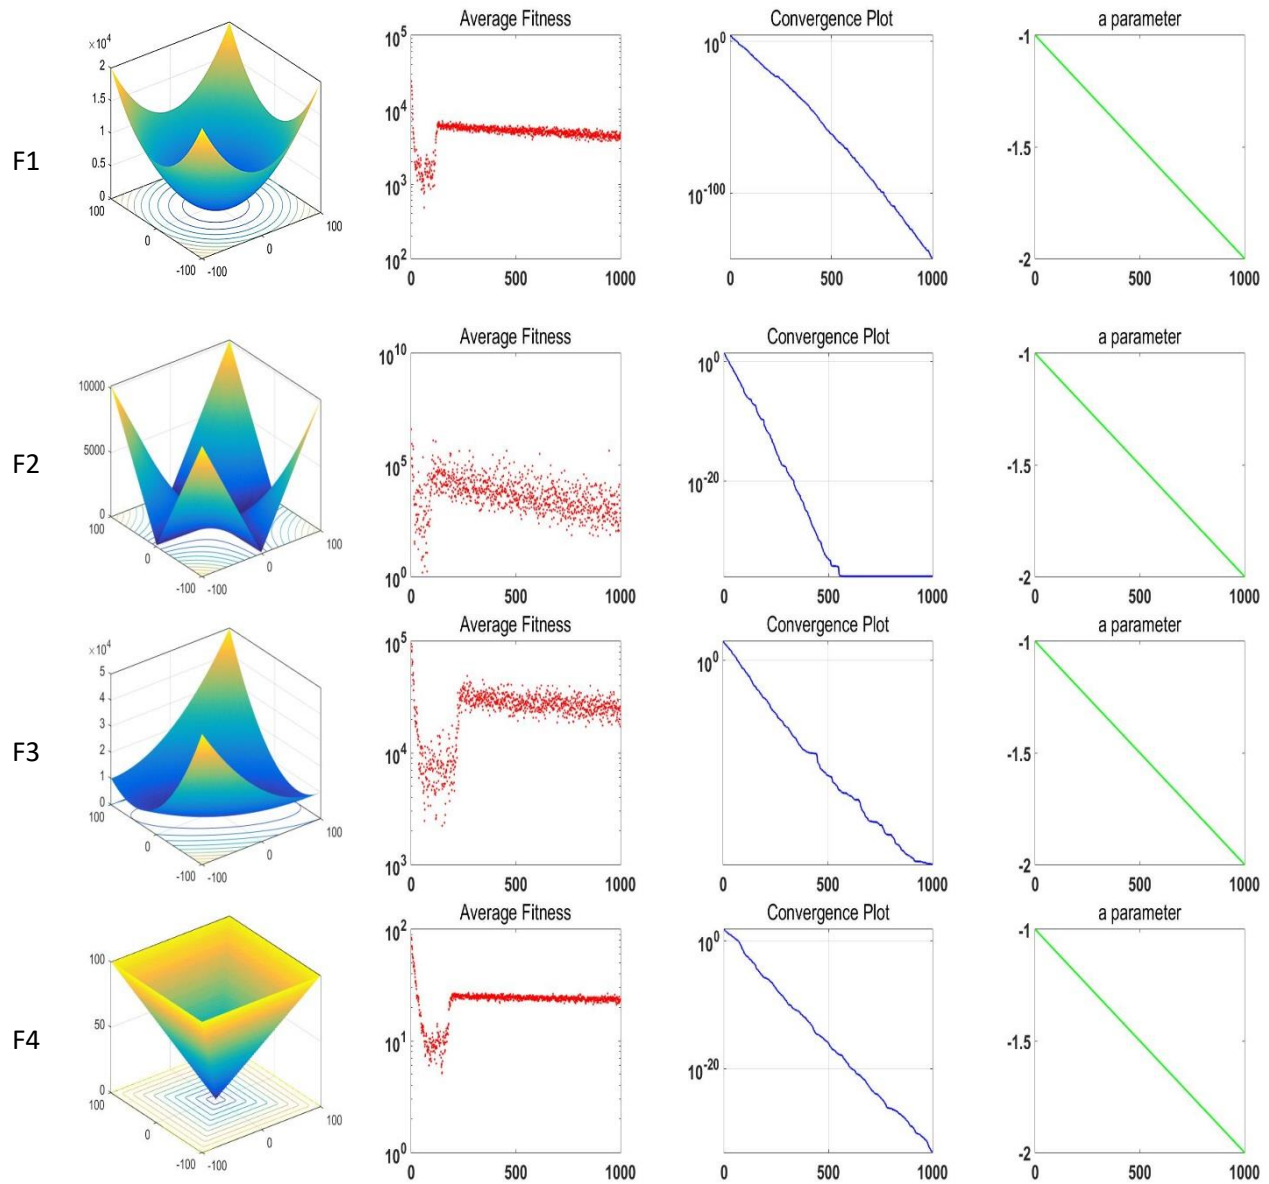 F1
×10⁴
2
1.5
1
0.5
0
100
0
-100
-100
0
100
Average Fitness
10⁵
10⁴
10³
10²
0 500 1000
Convergence Plot
10⁰
10⁻¹⁰⁰
0 500 1000
a parameter
-1
-1.5
-2
0 500 1000
F2
10000
5000
0
100
0
-100
-100
0
100
Average Fitness
10¹⁰
10⁵
10⁰
0 500 1000
Convergence Plot
10⁰
10⁻²⁰
0 500 1000
a parameter
-1
-1.5
-2
0 500 1000
F3
×10⁴
5
4
3
2
1
0
100
0
-100
-100
0
100
Average Fitness
10⁵
10⁴
10³
0 500 1000
Convergence Plot
10⁰
0 500 1000
a parameter
-1
-1.5
-2
0 500 1000
F4
100
50
0
100
0
-100
-100
0
100
Average Fitness
10²
10¹
10⁰
0 500 1000
Convergence Plot
10⁰
10⁻²⁰
0 500 1000
a parameter
-1
-1.5
-2
0 500 1000